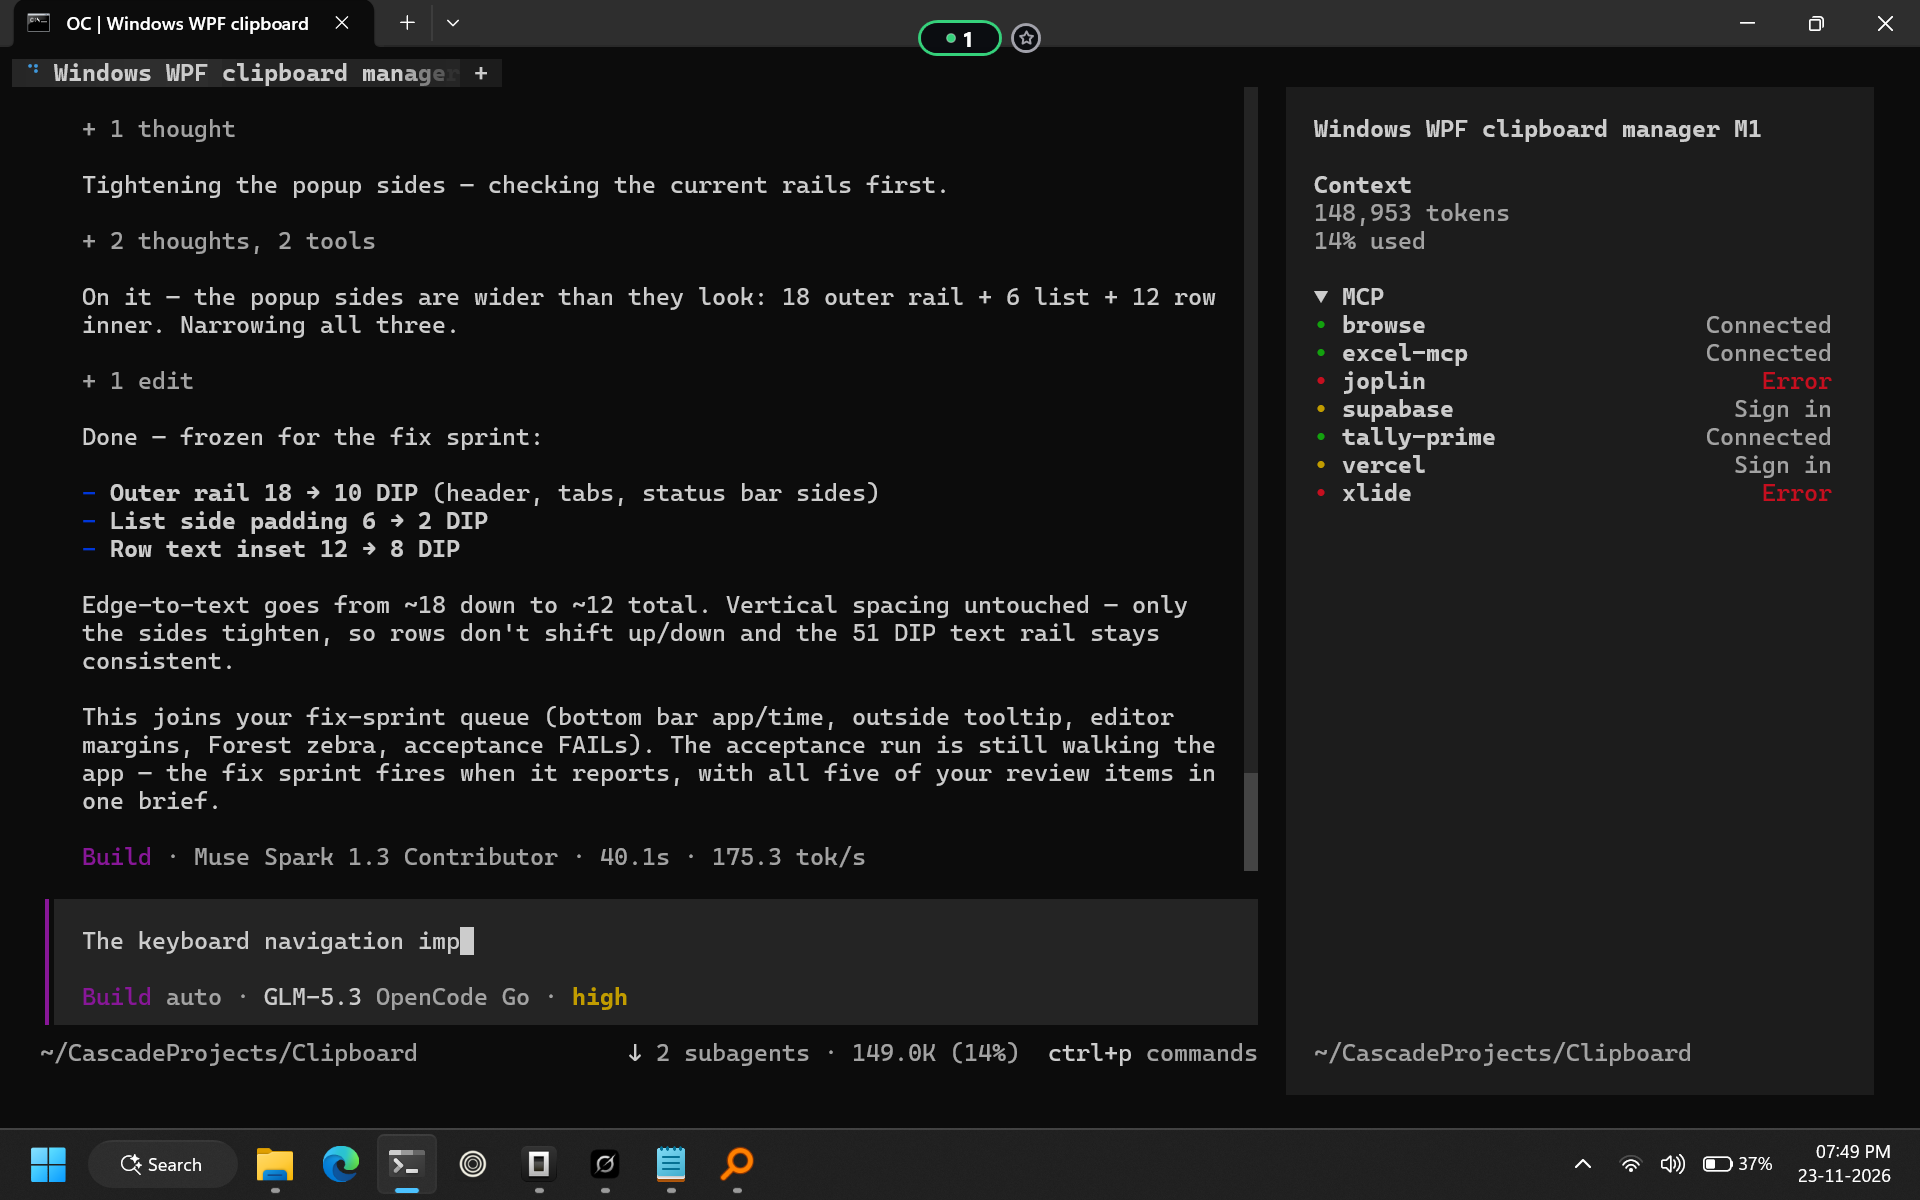 OC | Windows WPF clipboard
1
Windows WPF clipboard manager +
+ 1 thought
Tightening the popup sides — checking the current rails first.
+ 2 thoughts, 2 tools
On it — the popup sides are wider than they look: 18 outer rail + 6 list + 12 row
inner. Narrowing all three.
+ 1 edit
Done — frozen for the fix sprint:
- Outer rail 18 → 10 DIP (header, tabs, status bar sides)
- List side padding 6 → 2 DIP
- Row text inset 12 → 8 DIP
Edge-to-text goes from ~18 down to ~12 total. Vertical spacing untouched — only
the sides tighten, so rows don't shift up/down and the 51 DIP text rail stays
consistent.
This joins your fix-sprint queue (bottom bar app/time, outside tooltip, editor
margins, Forest zebra, acceptance FAILs). The acceptance run is still walking the
app — the fix sprint fires when it reports, with all five of your review items in
one brief.
Build · Muse Spark 1.3 Contributor · 40.1s · 175.3 tok/s
The keyboard navigation imp
Build auto · GLM-5.3 OpenCode Go · high
~/CascadeProjects/Clipboard ↓ 2 subagents · 149.0K (14%) ctrl+p commands
Windows WPF clipboard manager M1
Context
148,953 tokens
14% used
▼ MCP
• browse Connected
• excel-mcp Connected
• joplin Error
• supabase Sign in
• tally-prime Connected
• vercel Sign in
• xlide Error
~/CascadeProjects/Clipboard
Search
37%
07:49 PM
23-11-2026